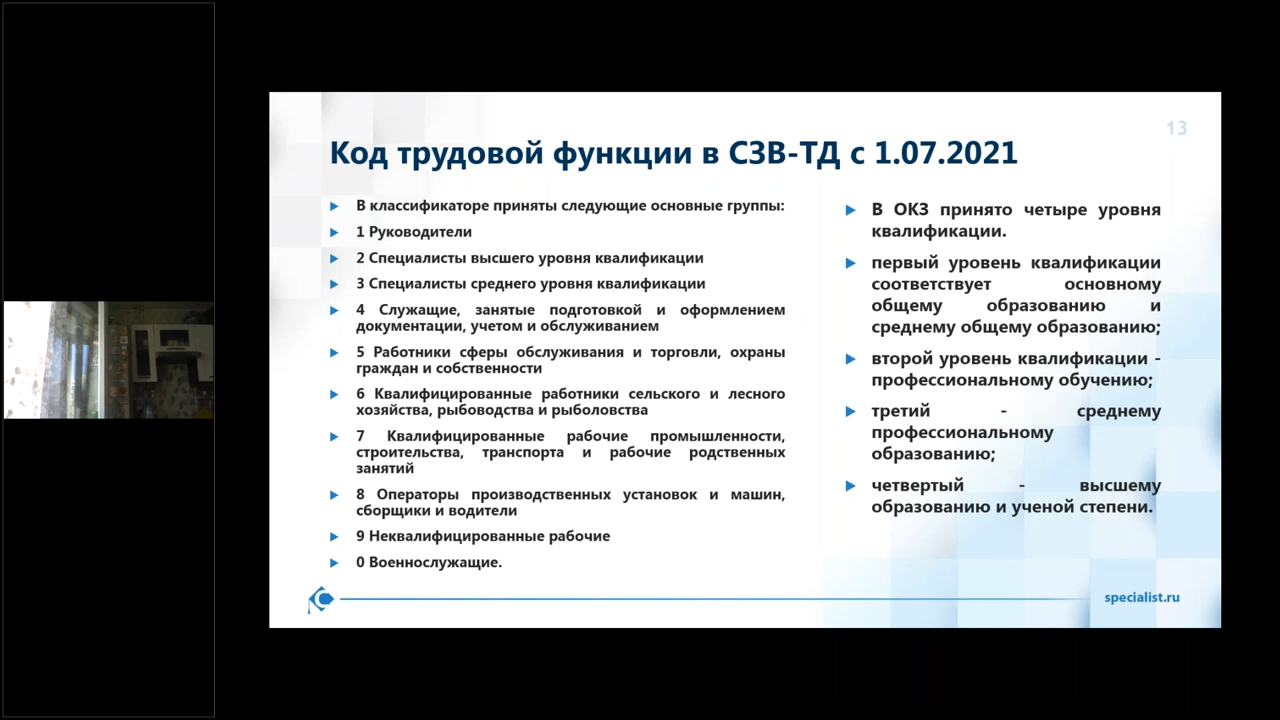 13
Код трудовой функции в СЗВ-ТД с 1.07.2021
В классификаторе приняты следующие основные группы:
1 Руководители
2 Специалисты высшего уровня квалификации
3 Специалисты среднего уровня квалификации
4 Служащие, занятые подготовкой и оформлением
документации, учетом и обслуживанием
5 Работники сферы обслуживания и торговли, охраны
граждан и собственности
6 Квалифицированные работники сельского и лесного
хозяйства, рыбоводства и рыболовства
7 Квалифицированные рабочие промышленности,
строительства, транспорта и рабочие родственных
занятий
8 Операторы производственных установок и машин,
сборщики и водители
9 Неквалифицированные рабочие
0 Военнослужащие.
В ОКЗ принято четыре уровня
квалификации.
первый уровень квалификации
соответствует основному
общему образованию и
среднему общему образованию;
второй уровень квалификации -
профессиональному обучению;
третий - среднему
профессиональному
образованию;
четвертый - высшему
образованию и ученой степени.
specialist.ru